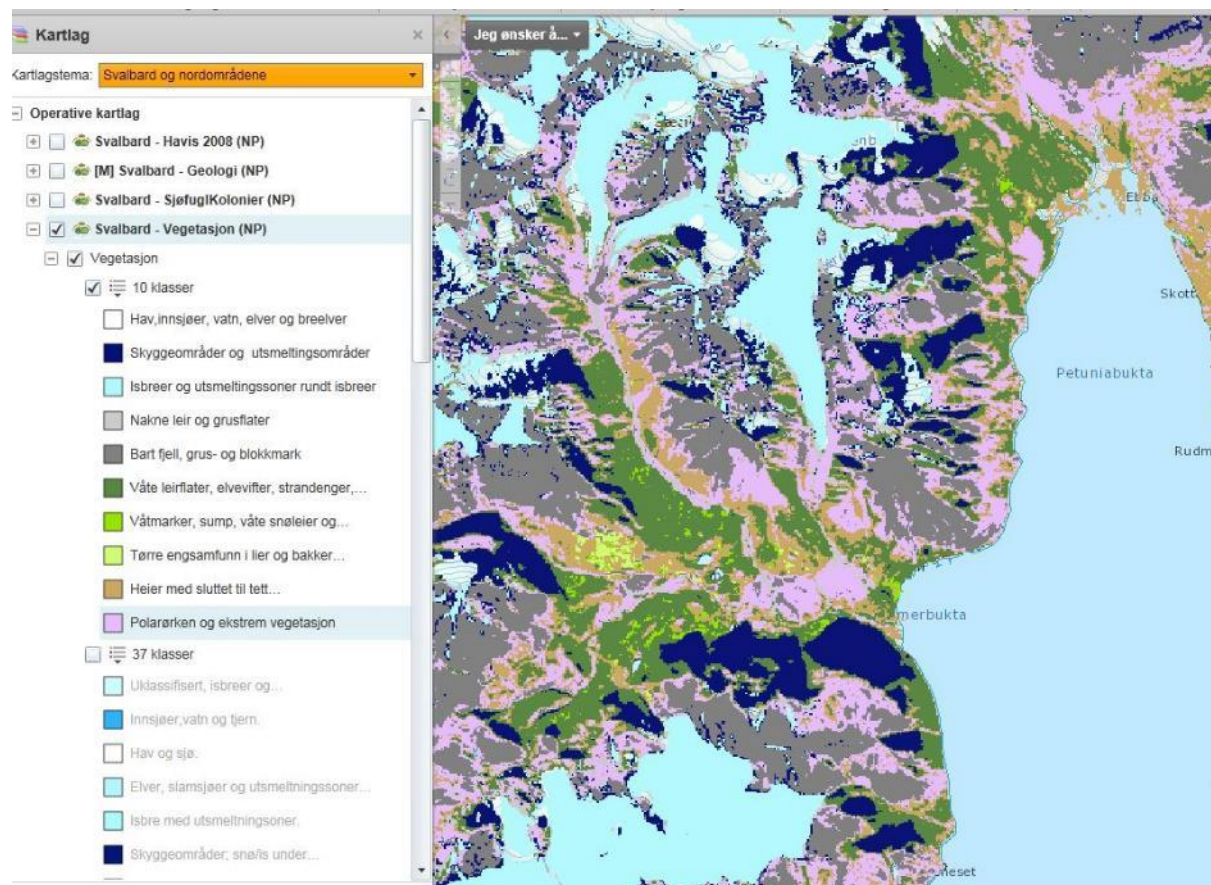 Kartlag
Jeg ønsker å...
Kartlagstema: Svalbard og nordområdene
Operative kartlag
Svalbard - Havis 2008 (NP)
[M] Svalbard - Geologi (NP)
Svalbard - SjøfuglKolonier (NP)
Svalbard - Vegetasjon (NP)
Vegetasjon
10 klasser
Hav,innsjøer, vatn, elver og breelver
Skyggeområder og utsmeltingsområder
Isbreer og utsmeltingssoner rundt isbreer
Nakne leir og grusflater
Bart fjell, grus- og blokkmark
Våte leirflater, elvevifter, strandenger,...
Våtmarker, sump, våte snøleier og...
Tørre engsamfunn i lier og bakker...
Heier med sluttet til tett...
Polarørken og ekstrem vegetasjon
37 klasser
Uklassifisert, isbreer og...
Innsjøer,vatn og tjern.
Hav og sjø.
Elver, slamsjøer og utsmeltningssoner...
Isbre med utsmeltningsoner.
Skyggeområder; snø/is under...
Ebba
Skott
Petuniabukta
Rudm
merbukta
neset